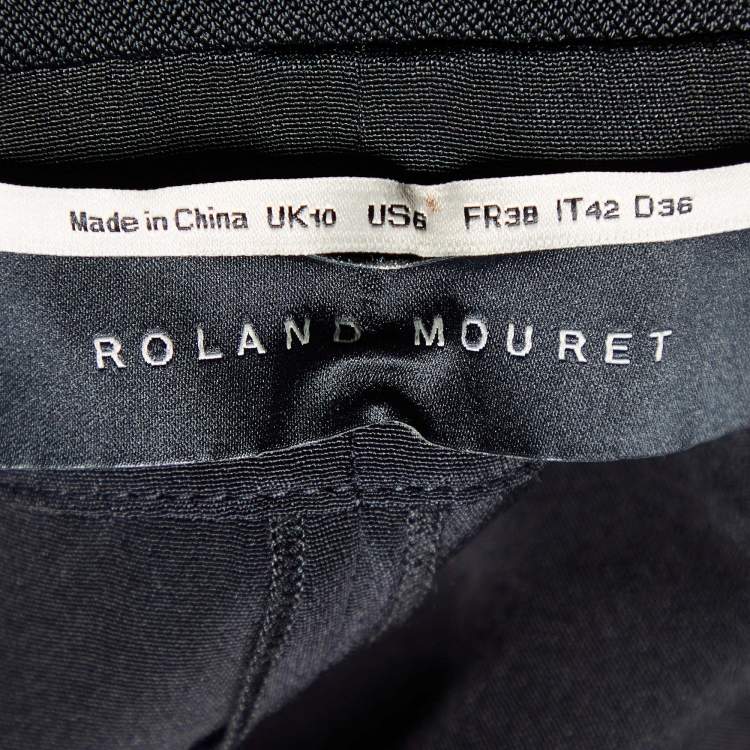 Made in China UK10 US6 FR38 IT42 D36
ROLAND MOURET